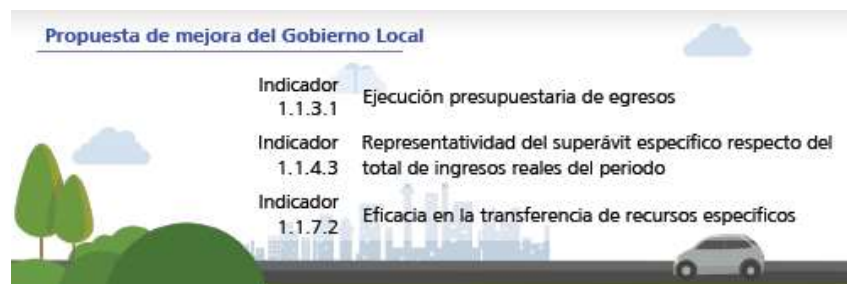 Propuesta de mejora del Gobierno Local
Indicador
1.1.3.1
Ejecución presupuestaria de egresos
Indicador
1.1.4.3
Representatividad del superávit específico respecto del
total de ingresos reales del periodo
Indicador
1.1.7.2
Eficacia en la transferencia de recursos específicos